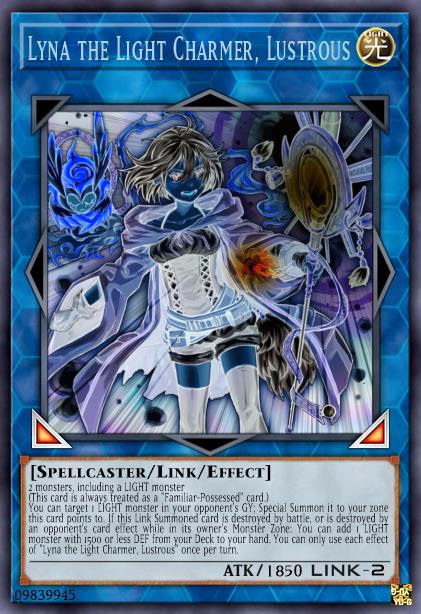 Lyna the Light Charmer, Lustrous
LIGHT
光
[Spellcaster/Link/Effect]
2 monsters, including a LIGHT monster
(This card is always treated as a "Familiar-Possessed" card.)
You can target 1 LIGHT monster in your opponent's GY; Special Summon it to your zone
this card points to. If this Link Summoned card is destroyed by battle, or is destroyed by
an opponent's card effect while in its owner's Monster Zone: You can add 1 LIGHT
monster with 1500 or less DEF from your Deck to your hand. You can only use each effect
of "Lyna the Light Charmer, Lustrous" once per turn.
ATK/1850 LINK-2
09839945